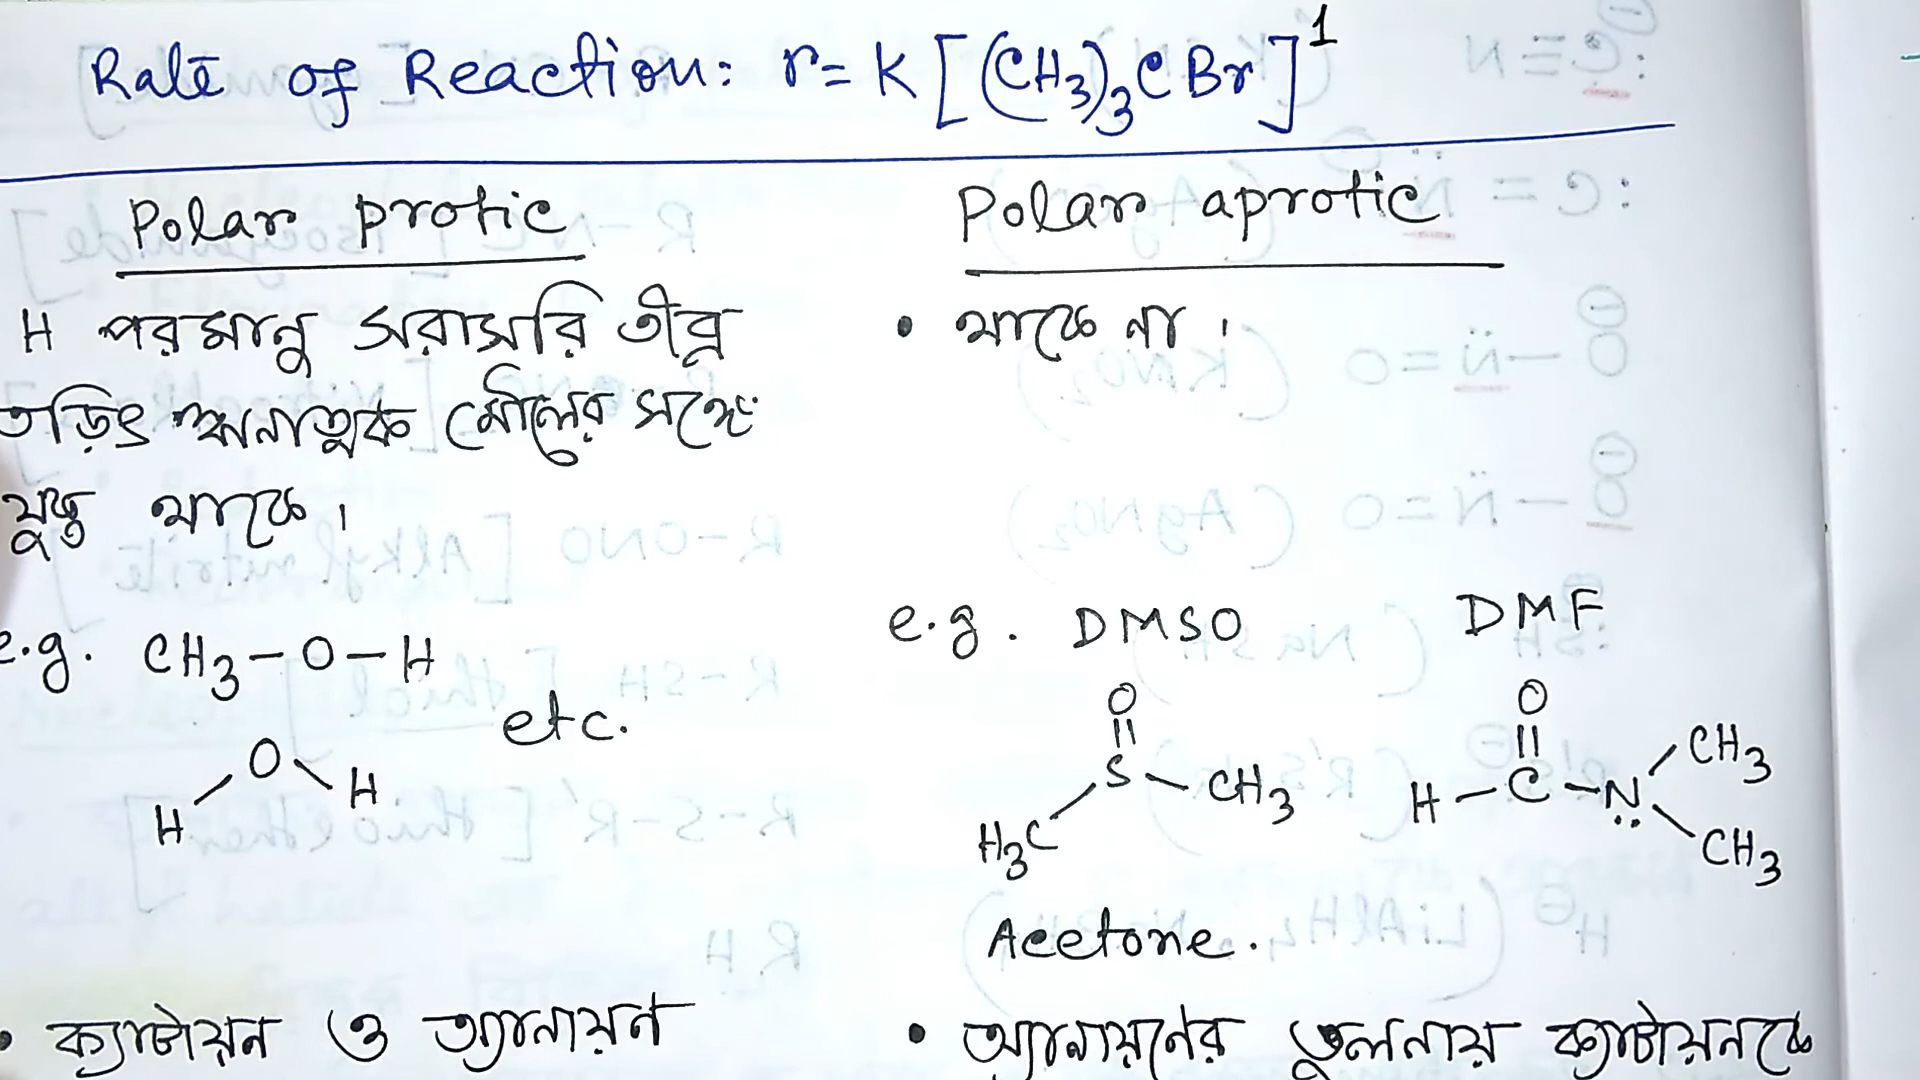 Rate of Reaction: r = K [(CH3)3CBr]^1
Polar protic
H পরমানু সরাসরি তীব্র
তড়িৎ ঋনাত্মক মৌলের সঙ্গে
যুক্ত থাকে।
e.g. CH3-O-H
etc.
O
H H
Polar aprotic
• থাকে না।
e.g. DMSO DMF
O O
S CH3 H-C-N CH3
H3C CH3
Acetone.
• ক্যাটায়ন ও অ্যানায়ন
• অ্যানায়নের তুলনায় ক্যাটায়নকে